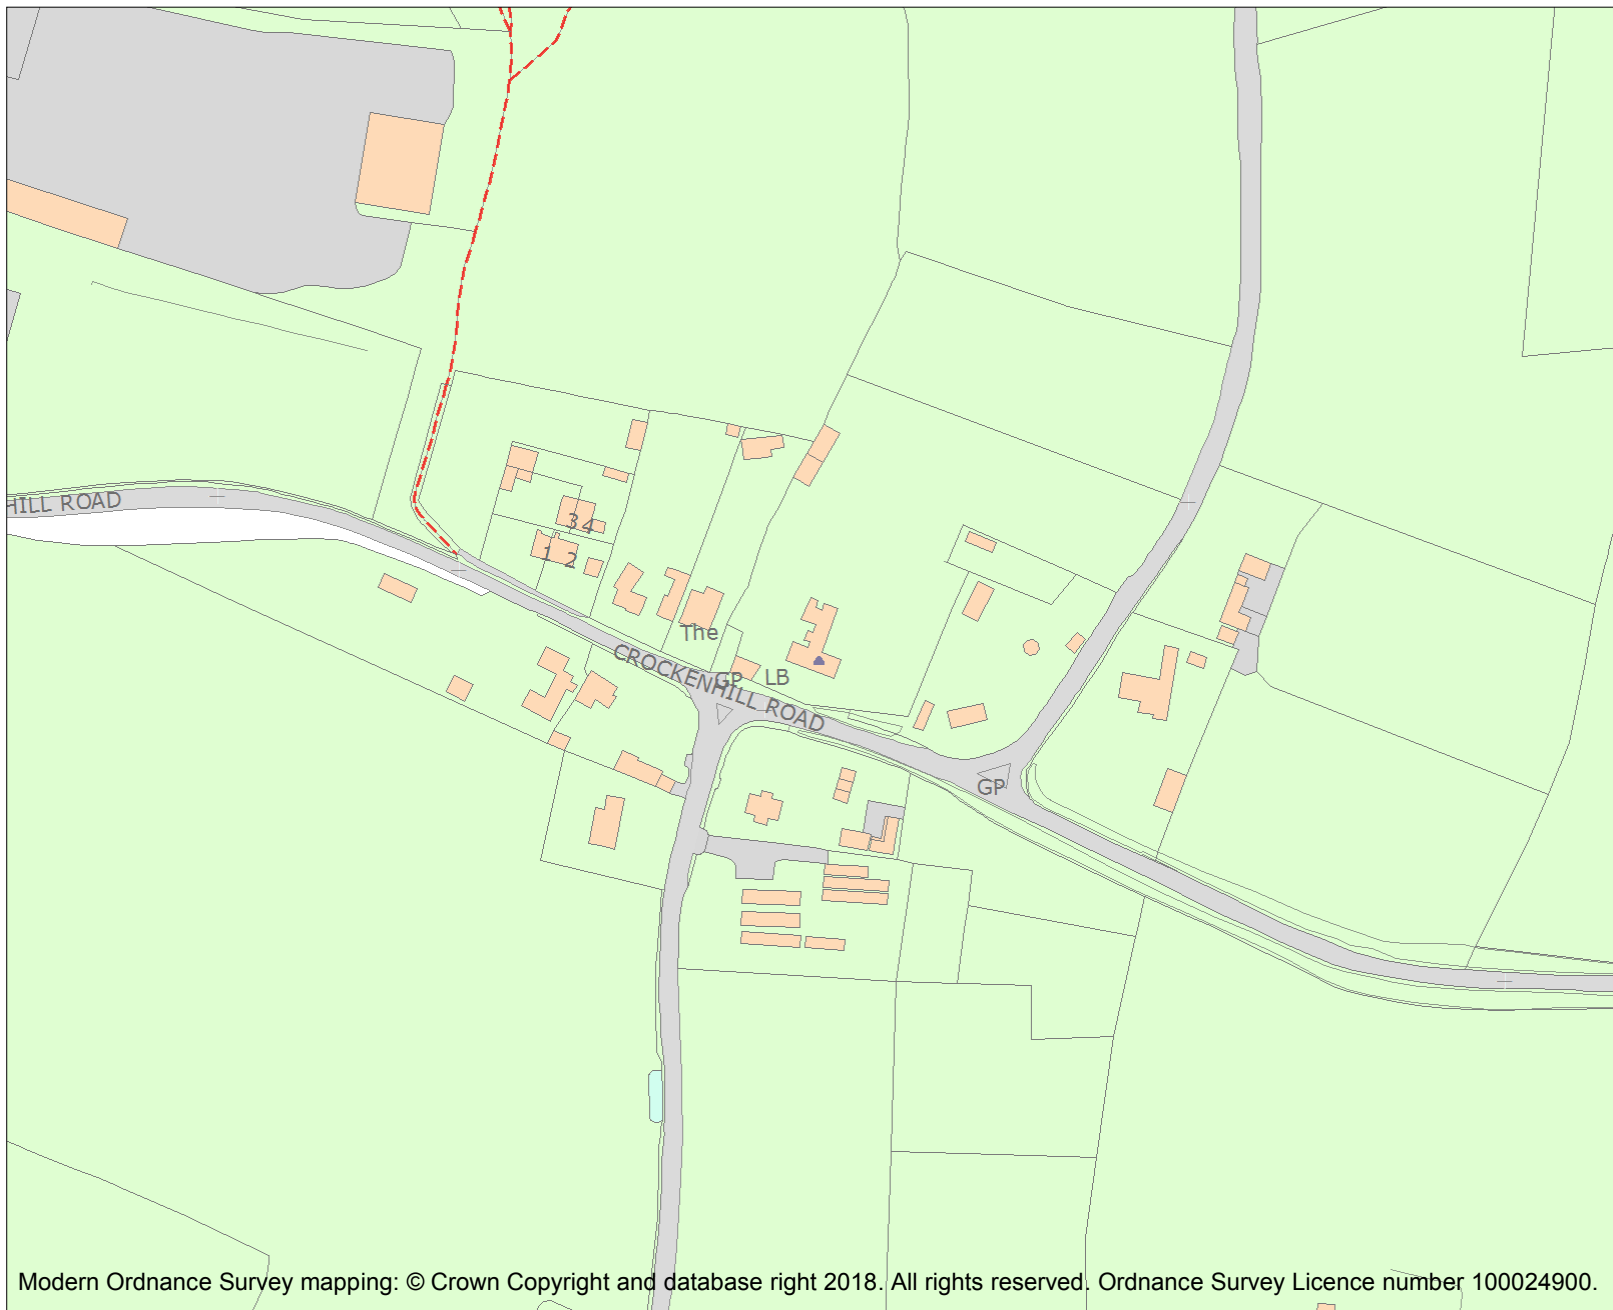 HILL ROAD
3 4
1 2
The
CROCKENHILL ROAD
GP
LB
GP
Modern Ordnance Survey mapping: © Crown Copyright and database right 2018. All rights reserved. Ordnance Survey Licence number 100024900.